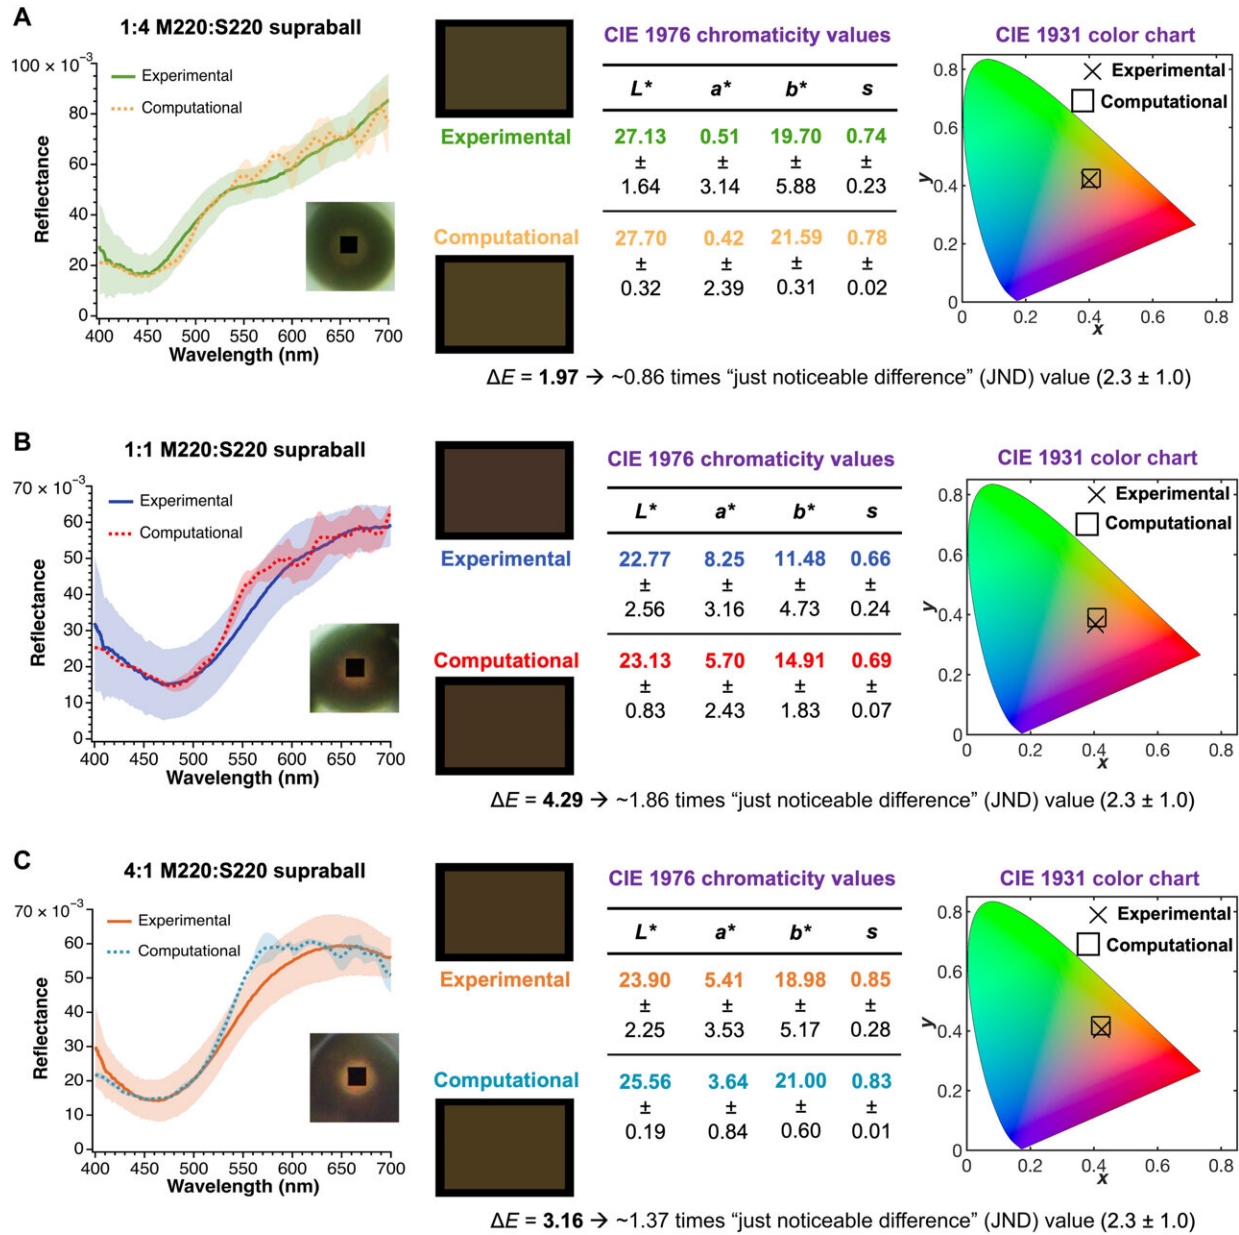 A
1:4 M220:S220 supraball
100 × 10⁻³
80
60
40
20
0
Reflectance
Experimental
Computational
400 450 500 550 600 650 700
Wavelength (nm)
Experimental
Computational
CIE 1976 chromaticity values
L* a* b* s
27.13 0.51 19.70 0.74
± ± ± ±
1.64 3.14 5.88 0.23
27.70 0.42 21.59 0.78
± ± ± ±
0.32 2.39 0.31 0.02
CIE 1931 color chart
Experimental
Computational
0.8
0.6
y
0.4
0.2
0
0 0.2 0.4 0.6 0.8
x
ΔE = 1.97 → ~0.86 times “just noticeable difference” (JND) value (2.3 ± 1.0)
B
1:1 M220:S220 supraball
70 × 10⁻³
60
50
40
30
20
10
0
Reflectance
Experimental
Computational
400 450 500 550 600 650 700
Wavelength (nm)
Experimental
Computational
CIE 1976 chromaticity values
L* a* b* s
22.77 8.25 11.48 0.66
± ± ± ±
2.56 3.16 4.73 0.24
23.13 5.70 14.91 0.69
± ± ± ±
0.83 2.43 1.83 0.07
CIE 1931 color chart
Experimental
Computational
0.8
0.6
y
0.4
0.2
0
0 0.2 0.4 0.6 0.8
x
ΔE = 4.29 → ~1.86 times “just noticeable difference” (JND) value (2.3 ± 1.0)
C
4:1 M220:S220 supraball
70 × 10⁻³
60
50
40
30
20
10
0
Reflectance
Experimental
Computational
400 450 500 550 600 650 700
Wavelength (nm)
Experimental
Computational
CIE 1976 chromaticity values
L* a* b* s
23.90 5.41 18.98 0.85
± ± ± ±
2.25 3.53 5.17 0.28
25.56 3.64 21.00 0.83
± ± ± ±
0.19 0.84 0.60 0.01
CIE 1931 color chart
Experimental
Computational
0.8
0.6
y
0.4
0.2
0
0 0.2 0.4 0.6 0.8
x
ΔE = 3.16 → ~1.37 times “just noticeable difference” (JND) value (2.3 ± 1.0)